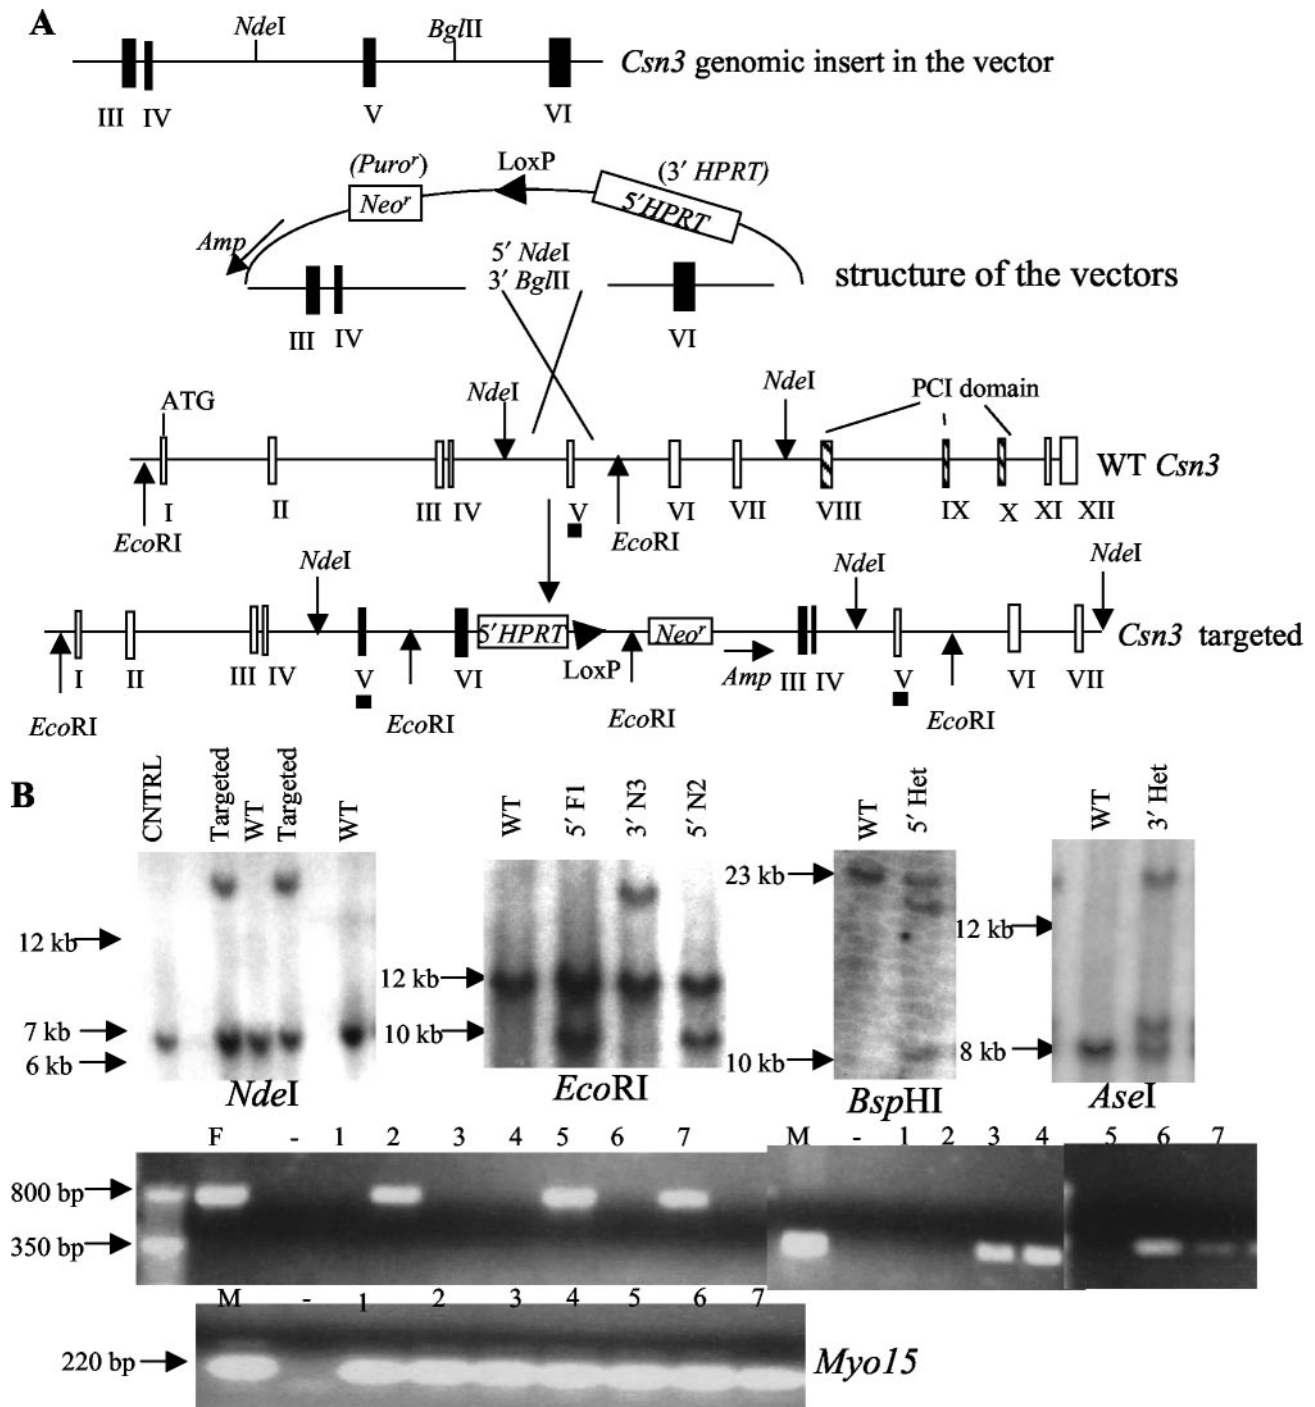 A
NdeI BglII
Csn3 genomic insert in the vector
III IV V VI
(Puroʳ) LoxP (3′ HPRT)
Neoʳ 5′HPRT
Amp
5′ NdeI
3′ BglII
structure of the vectors
III IV VI
ATG NdeI NdeI PCI domain
WT Csn3
I II III IV V VI VII VIII IX X XI XII
EcoRI EcoRI
NdeI NdeI NdeI
5′HPRT Neoʳ
Csn3 targeted
I II III IV V VI LoxP Amp III IV V VI VII
EcoRI EcoRI EcoRI EcoRI
B
CNTRL Targeted WT Targeted WT
WT 5′ F1 3′ N3 5′ N2
WT 5′ Het
WT 3′ Het
12 kb
7 kb
6 kb
NdeI
12 kb
10 kb
EcoRI
23 kb
10 kb
BspHI
12 kb
8 kb
AseI
F - 1 2 3 4 5 6 7
M - 1 2 3 4 5 6 7
800 bp
350 bp
M - 1 2 3 4 5 6 7
220 bp
Myo15